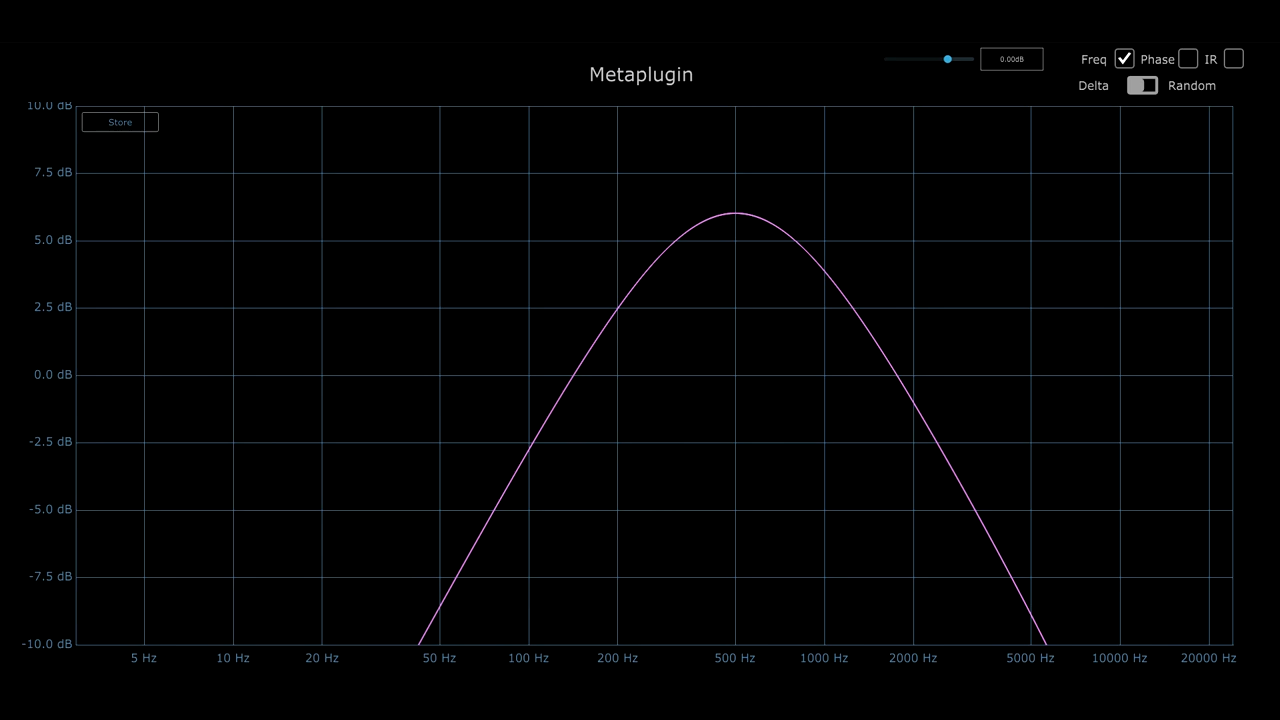 Metaplugin
0.00dB
Freq Phase IR
Delta Random
10.0 dB
Store
7.5 dB
5.0 dB
2.5 dB
0.0 dB
-2.5 dB
-5.0 dB
-7.5 dB
-10.0 dB
5 Hz 10 Hz 20 Hz 50 Hz 100 Hz 200 Hz 500 Hz 1000 Hz 2000 Hz 5000 Hz 10000 Hz 20000 Hz